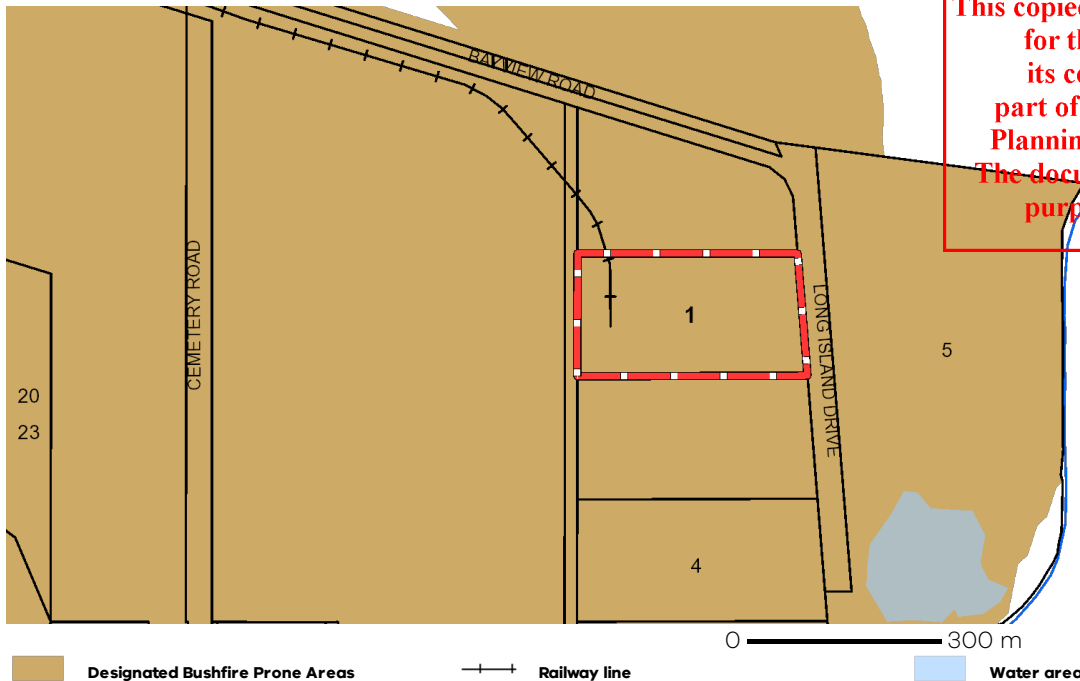 This copied
for th
its co
part of
Plannin
The docu
purp
BAYVIEW ROAD
CEMETERY ROAD
LONG ISLAND DRIVE
1
5
20
23
4
0 300 m
Designated Bushfire Prone Areas
Railway line
Water area